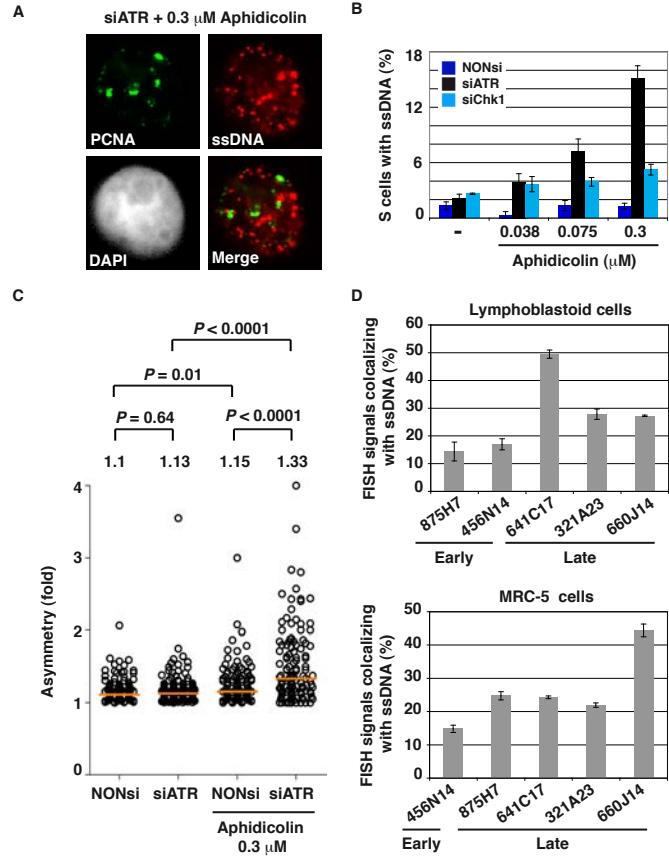 A
siATR + 0.3 μM Aphidicolin
PCNA
ssDNA
DAPI
Merge
B
S cells with ssDNA (%)
18
12
6
0
NONsi
siATR
siChk1
-
0.038
0.075
0.3
Aphidicolin (μM)
C
P < 0.0001
P = 0.01
P = 0.64
P < 0.0001
1.1
1.13
1.15
1.33
Asymmetry (fold)
4
2
1
0
NONsi
siATR
NONsi
siATR
Aphidicolin
0.3 μM
D
Lymphoblastoid cells
FISH signals colcalizing
with ssDNA (%)
60
50
40
30
20
10
0
875H7
456N14
641C17
321A23
660J14
Early
Late
MRC-5 cells
FISH signals colcalizing
with ssDNA (%)
50
40
30
20
10
0
456N14
875H7
641C17
321A23
660J14
Early
Late